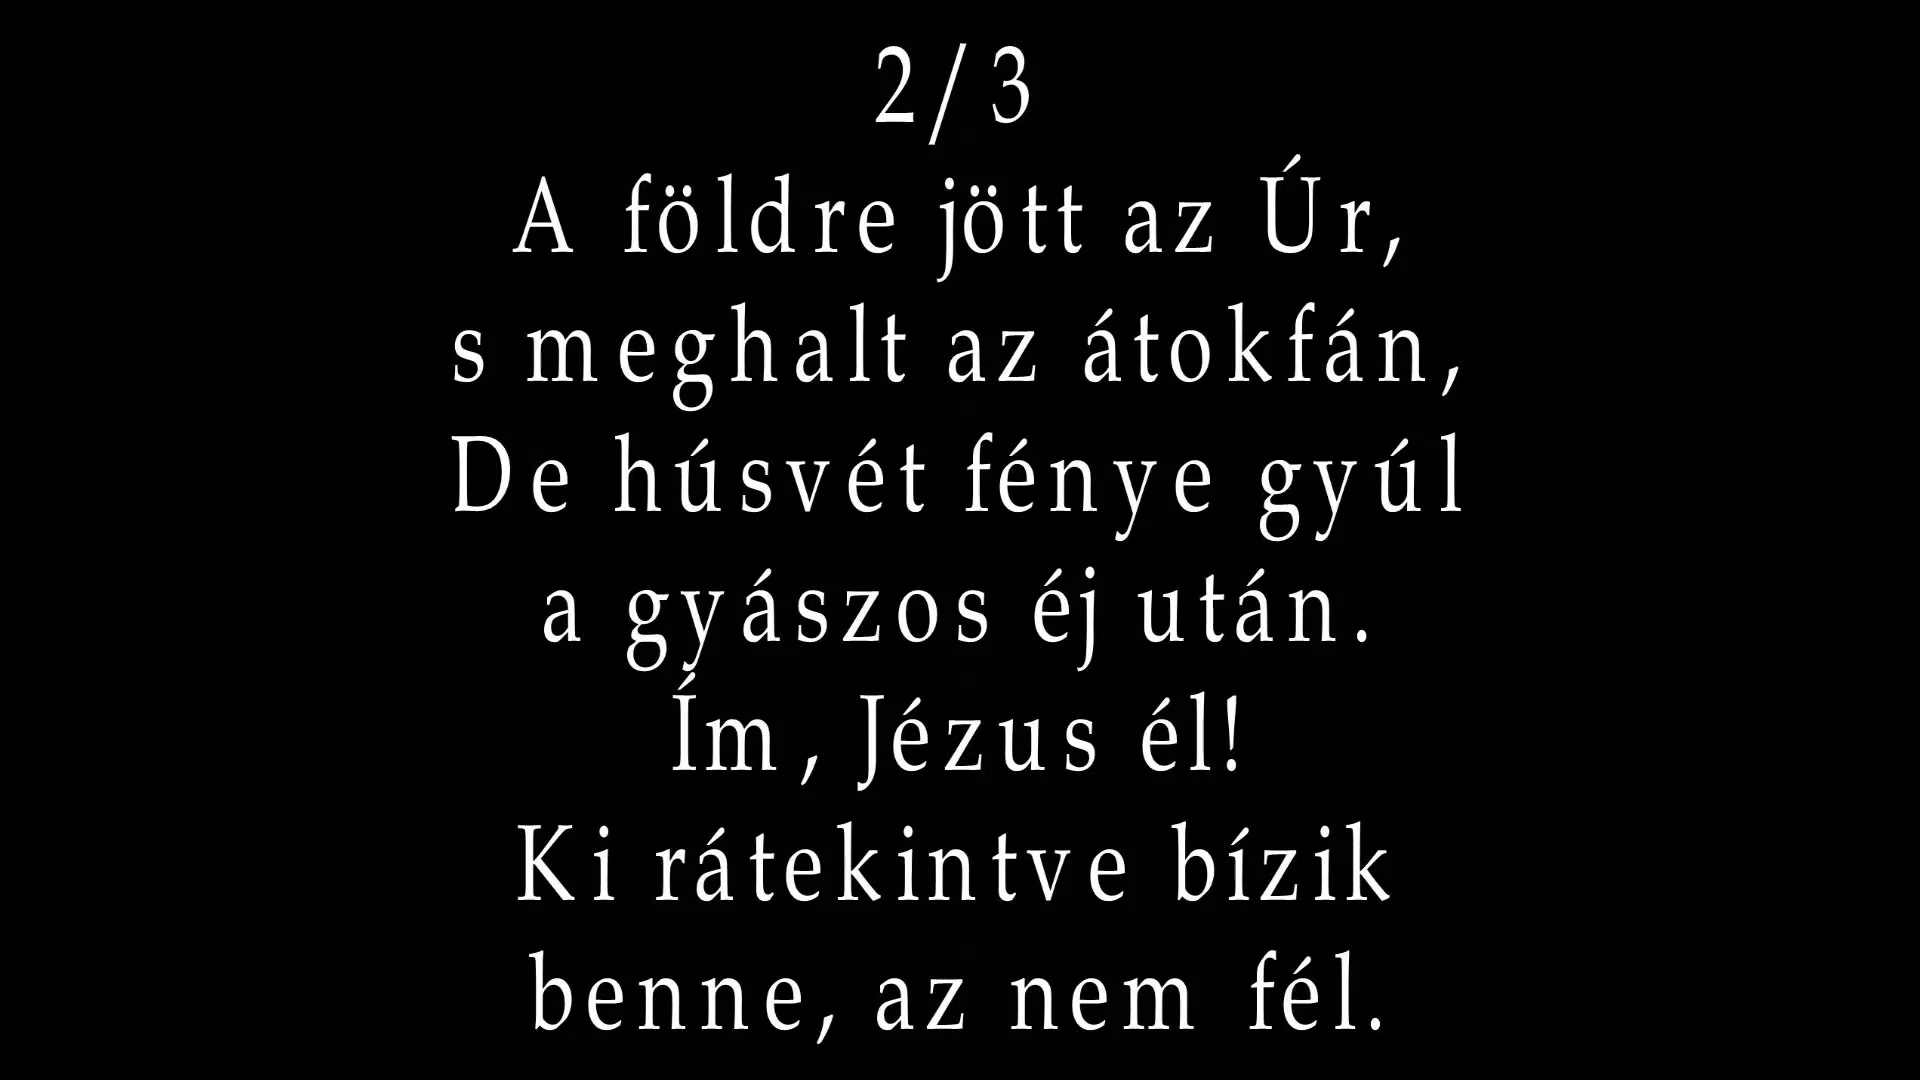 2/3
A földre jött az Úr,
s meghalt az átokfán,
De húsvét fénye gyúl
a gyászos éj után.
Ím, Jézus él!
Ki rátekintve bízik
benne, az nem fél.